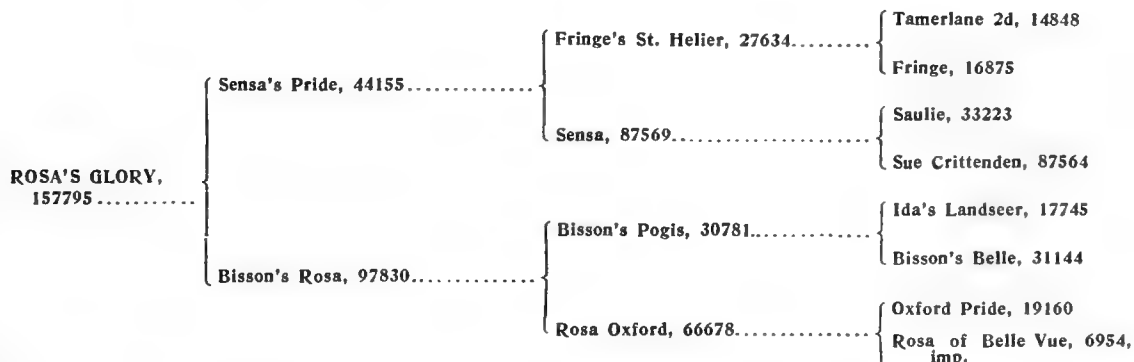 Tamerlane 2d, 14848
Fringe's St. Helier, 27634
Fringe, 16875
Sensa's Pride, 44155
Saulie, 33223
Sensa, 87569
Sue Crittenden, 87564
ROSA'S GLORY,
157795
Ida's Landseer, 17745
Bisson's Pogis, 30781
Bisson's Belle, 31144
Bisson's Rosa, 97830
Oxford Pride, 19160
Rosa Oxford, 66678
Rosa of Belle Vue, 6954,
imp.